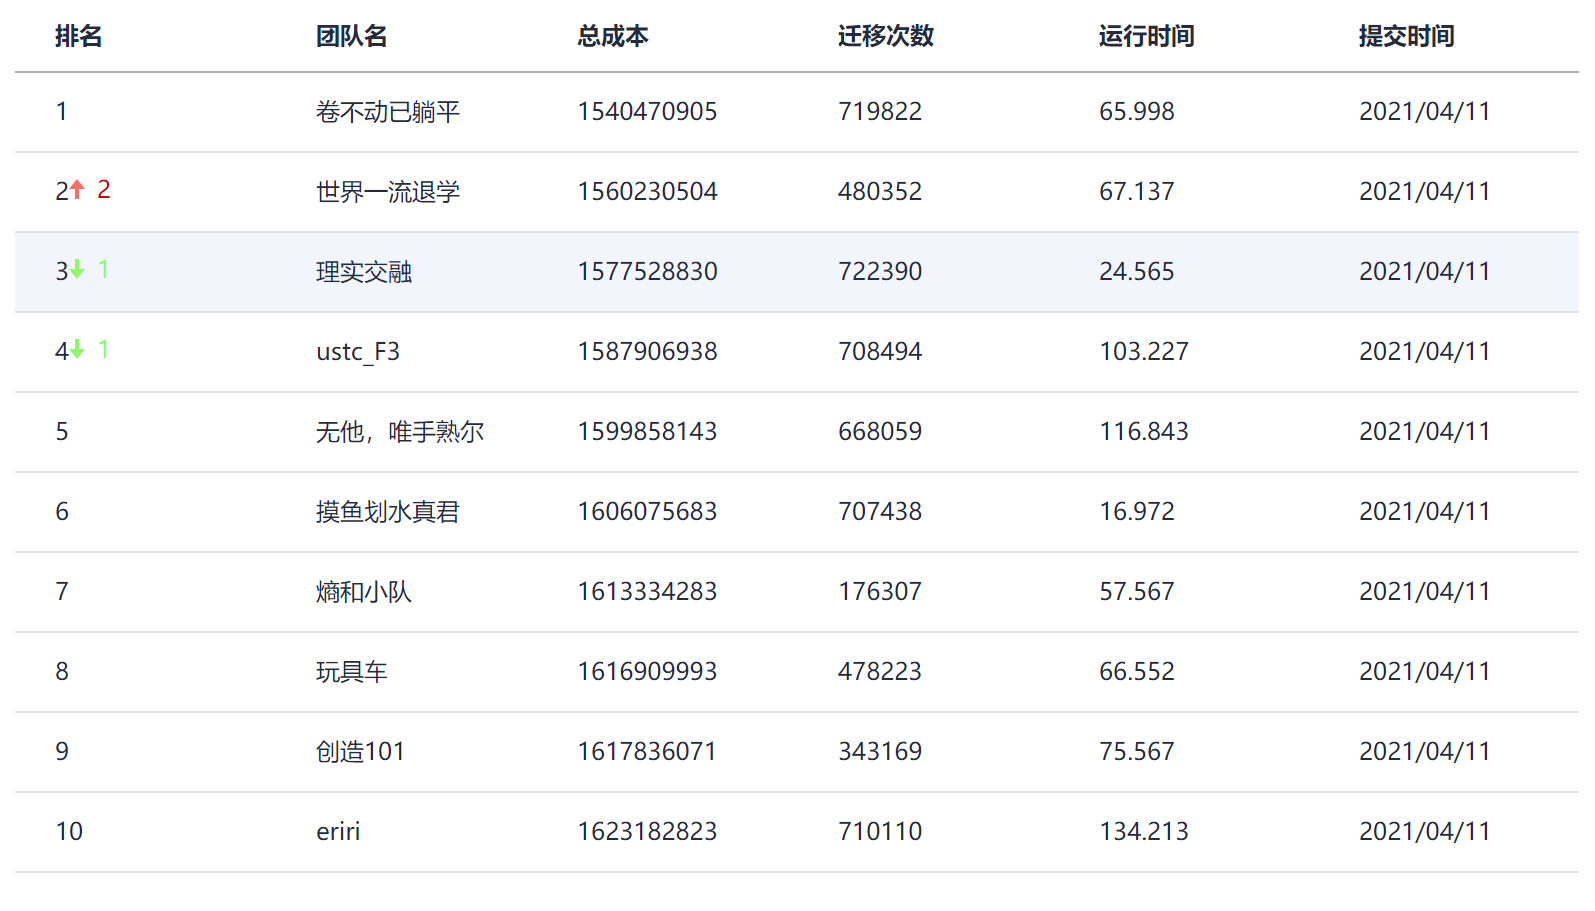 排名 团队名 总成本 迁移次数 运行时间 提交时间
1 卷不动已躺平 1540470905 719822 65.998 2021/04/11
2 2 世界一流退学 1560230504 480352 67.137 2021/04/11
3 1 理实交融 1577528830 722390 24.565 2021/04/11
4 1 ustc_F3 1587906938 708494 103.227 2021/04/11
5 无他，唯手熟尔 1599858143 668059 116.843 2021/04/11
6 摸鱼划水真君 1606075683 707438 16.972 2021/04/11
7 熵和小队 1613334283 176307 57.567 2021/04/11
8 玩具车 1616909993 478223 66.552 2021/04/11
9 创造101 1617836071 343169 75.567 2021/04/11
10 eriri 1623182823 710110 134.213 2021/04/11